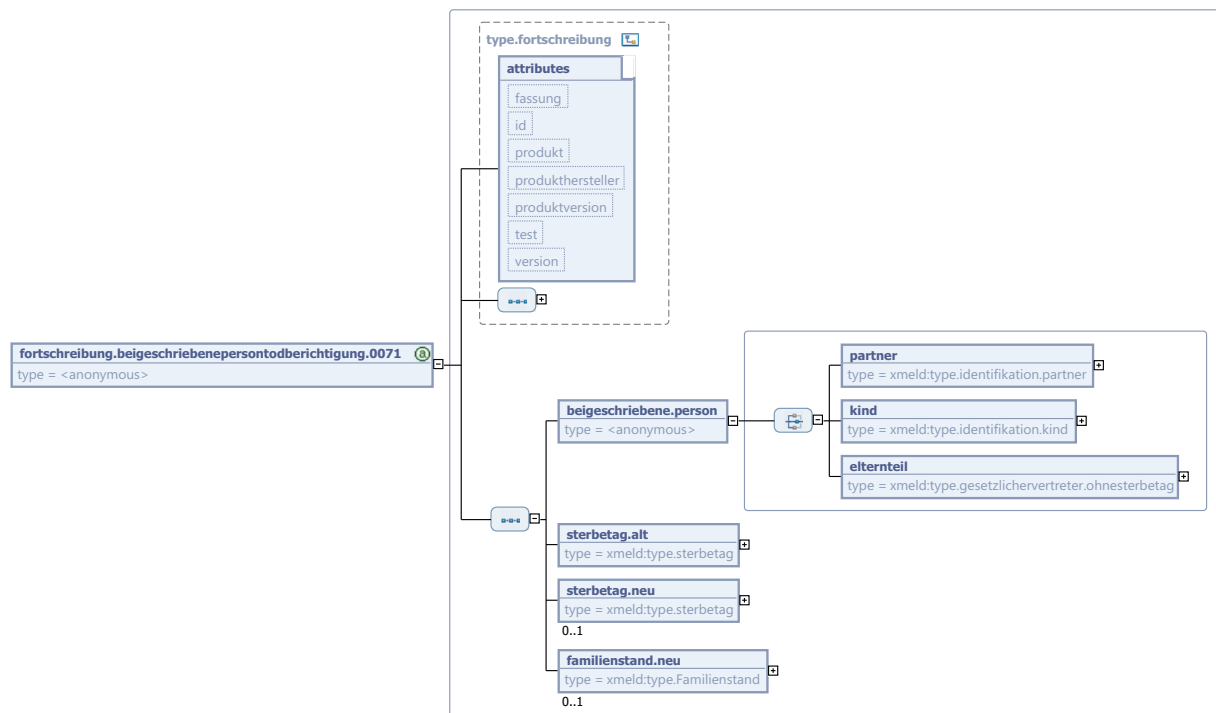 type.fortschreibung
attributes
fassung
id
produkt
produkthersteller
produktversion
test
version
fortschreibung.beigeschriebenepersontodberichtigung.0071
a
type = <anonymous>
beigeschriebene.person
type = <anonymous>
partner
type = xmeld:type.identifikation.partner
kind
type = xmeld:type.identifikation.kind
elternteil
type = xmeld:type.gesetzlichervertreter.ohnesterbetag
sterbetag.alt
type = xmeld:type.sterbetag
sterbetag.neu
type = xmeld:type.sterbetag
0..1
familienstand.neu
type = xmeld:type.Familienstand
0..1